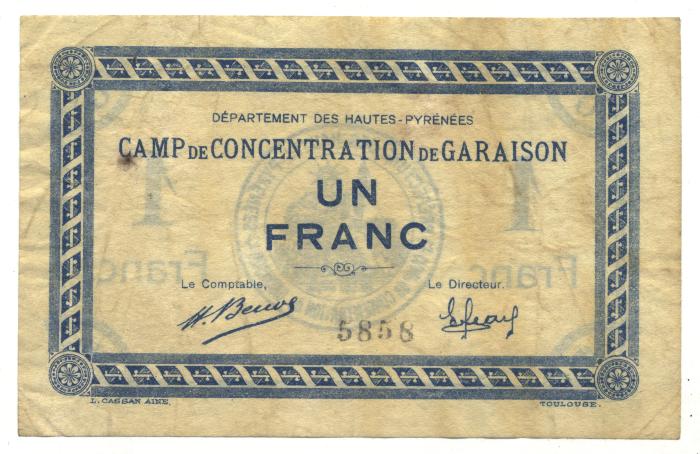 DÉPARTEMENT DES HAUTES-PYRÉNÉES
CAMP DE CONCENTRATION DE GARAISON
UN
FRANC
Le Comptable,
Le Directeur.
5858
L. CASSAN AINE.
TOULOUSE.